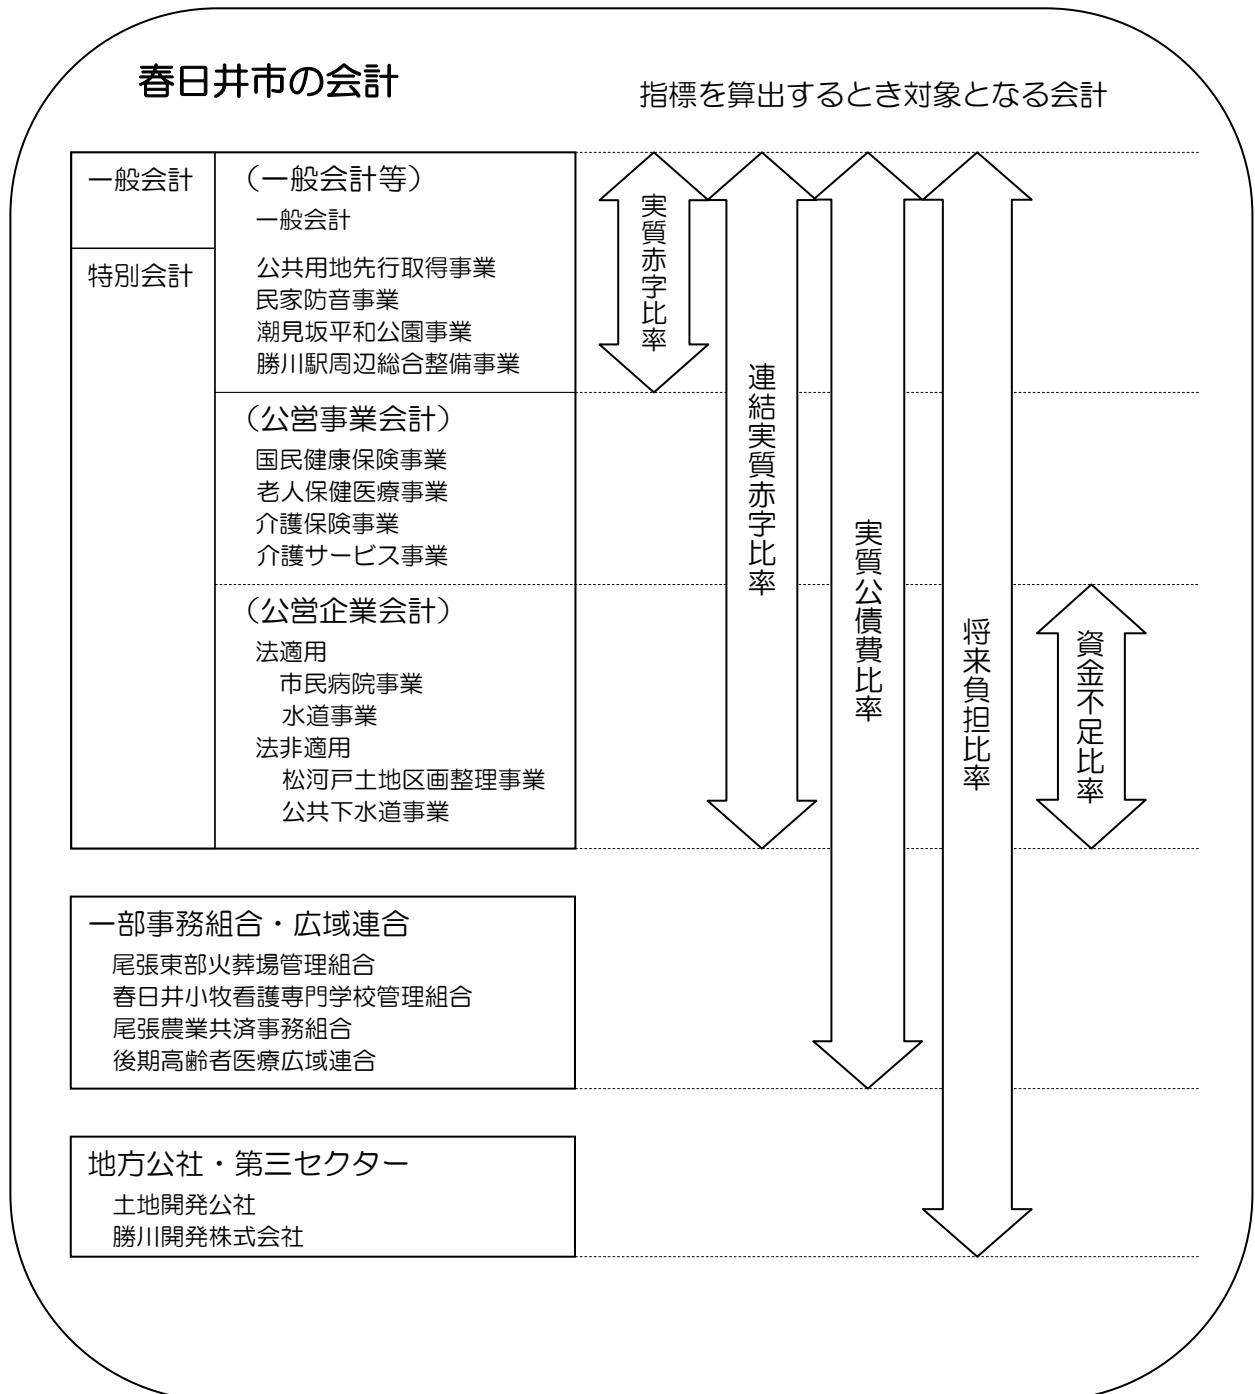 春日井市の会計
指標を算出するとき対象となる会計
一般会計
（一般会計等）
一般会計
特別会計
公共用地先行取得事業
民家防音事業
潮見坂平和公園事業
勝川駅周辺総合整備事業
（公営事業会計）
国民健康保険事業
老人保健医療事業
介護保険事業
介護サービス事業
（公営企業会計）
法適用
市民病院事業
水道事業
法非適用
松河戸土地区画整理事業
公共下水道事業
実質赤字比率
連結実質赤字比率
実質公債費比率
将来負担比率
資金不足比率
一部事務組合・広域連合
尾張東部火葬場管理組合
春日井小牧看護専門学校管理組合
尾張農業共済事務組合
後期高齢者医療広域連合
地方公社・第三セクター
土地開発公社
勝川開発株式会社